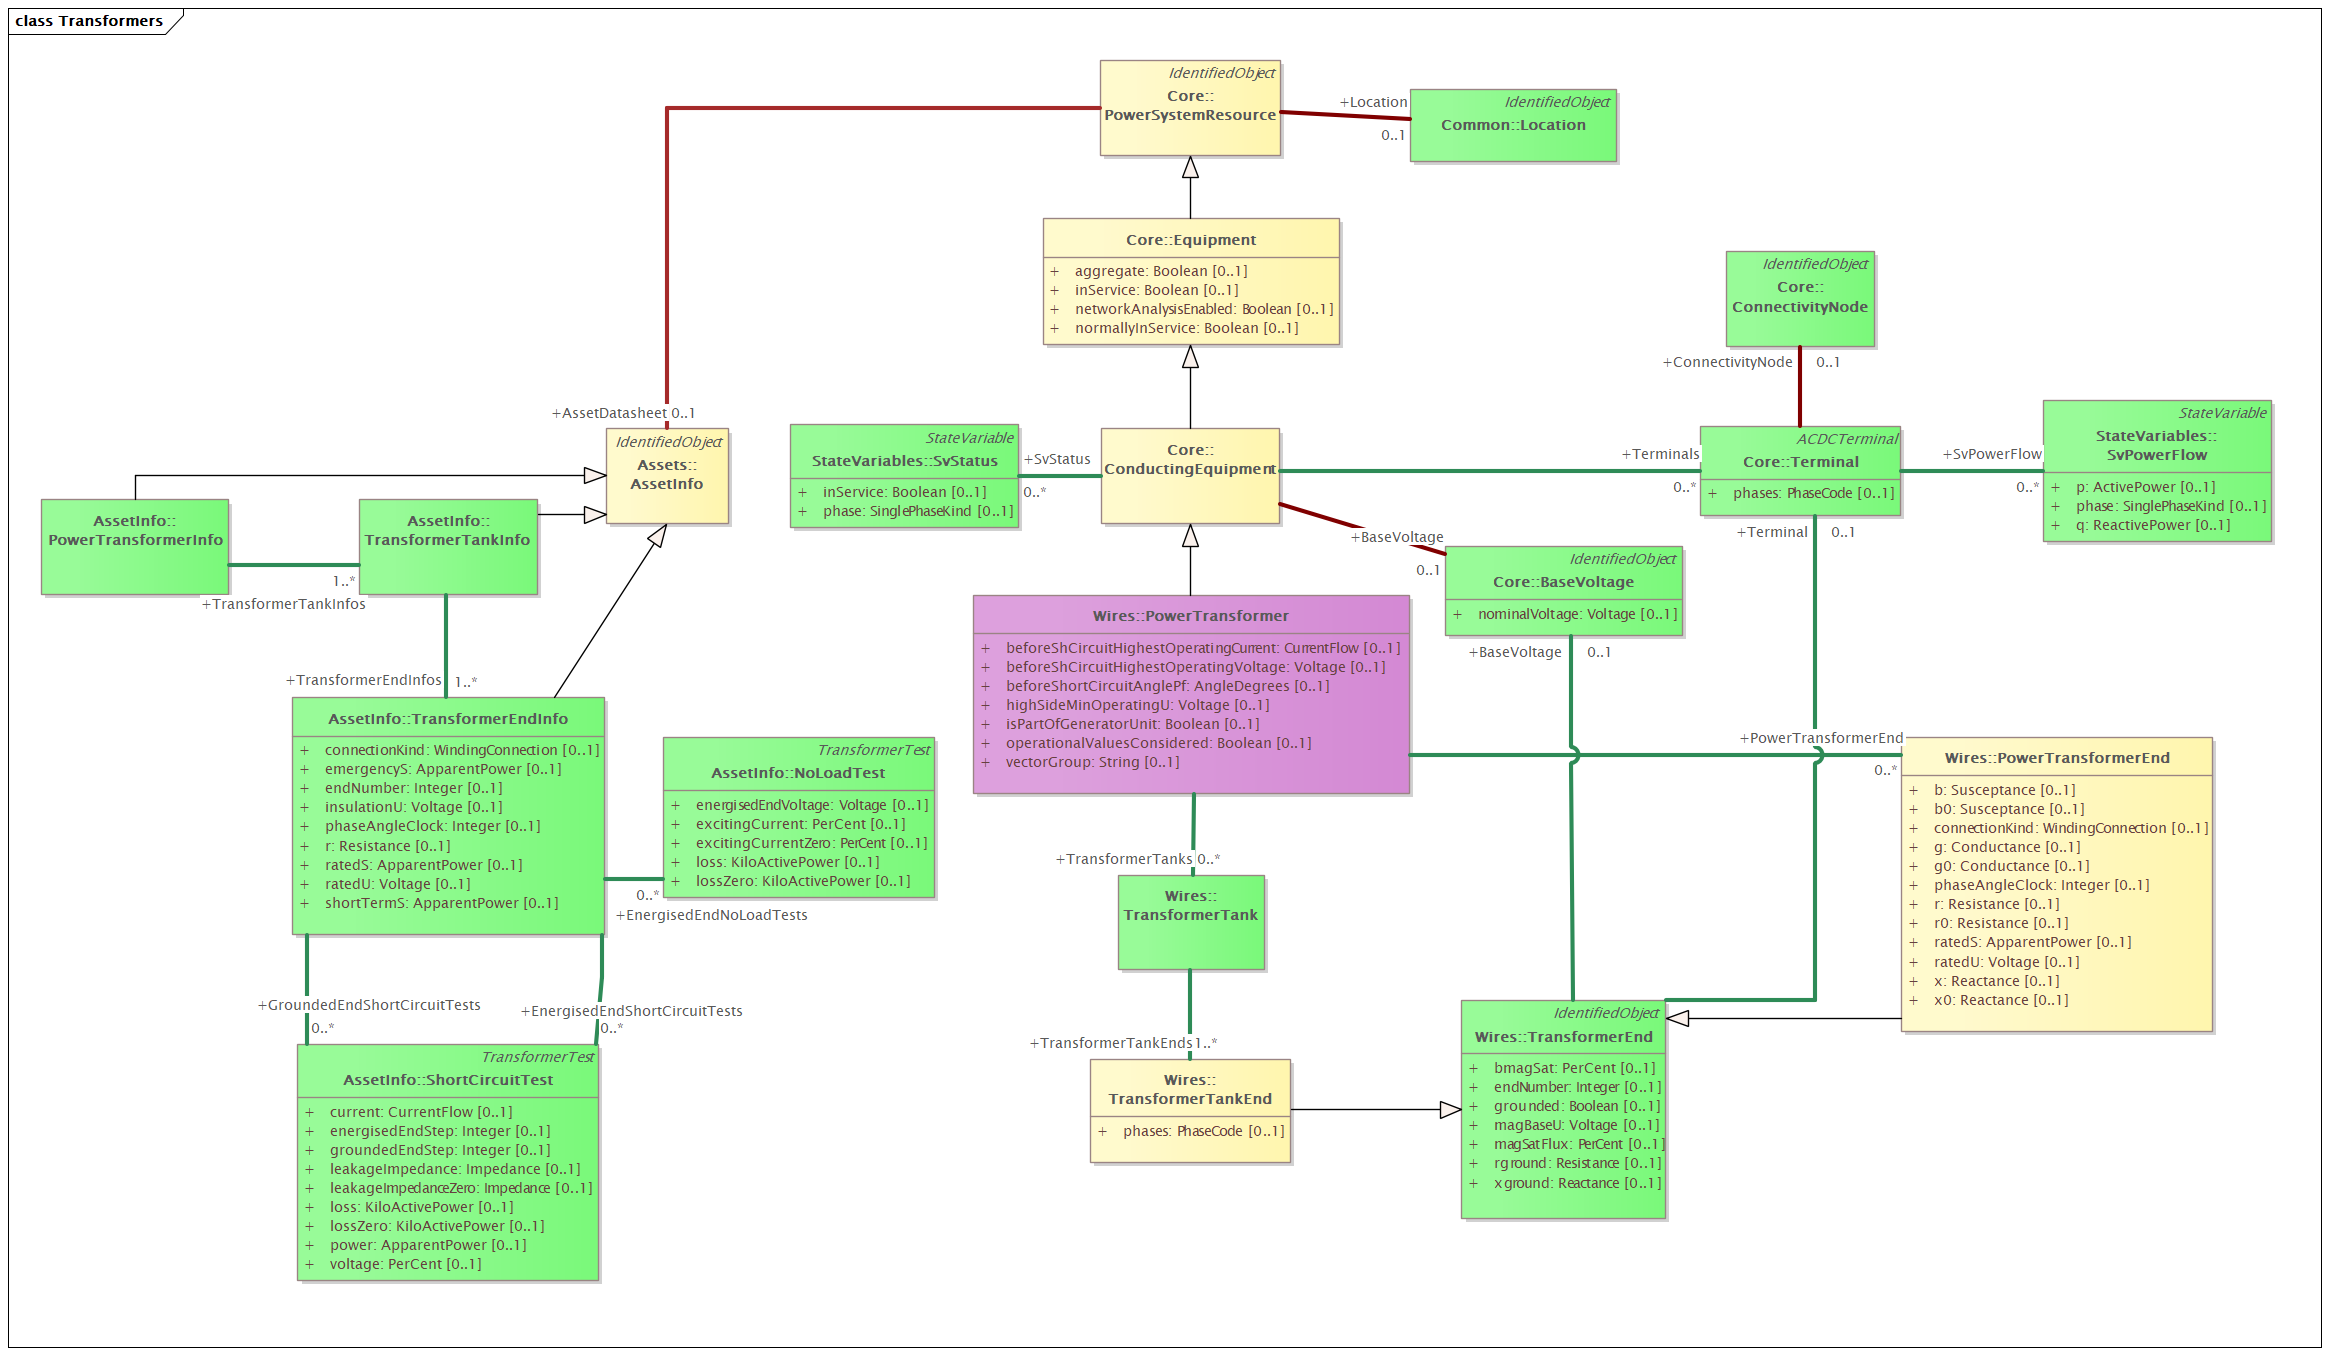 class Transformers
IdentifiedObject
Core::
PowerSystemResource
+Location
0..1
IdentifiedObject
Common::Location
Core::Equipment
+ aggregate: Boolean [0..1]
+ inService: Boolean [0..1]
+ networkAnalysisEnabled: Boolean [0..1]
+ normallyInService: Boolean [0..1]
IdentifiedObject
Core::
ConnectivityNode
+ConnectivityNode 0..1
+AssetDatasheet 0..1
IdentifiedObject
Assets::
AssetInfo
StateVariable
StateVariables::SvStatus
+ inService: Boolean [0..1]
+ phase: SinglePhaseKind [0..1]
+SvStatus
0..*
Core::
ConductingEquipment
+Terminals
0..*
ACDCTerminal
Core::Terminal
+ phases: PhaseCode [0..1]
+SvPowerFlow
0..*
StateVariable
StateVariables::
SvPowerFlow
+ p: ActivePower [0..1]
+ phase: SinglePhaseKind [0..1]
+ q: ReactivePower [0..1]
+Terminal 0..1
AssetInfo::
PowerTransformerInfo
AssetInfo::
TransformerTankInfo
1..*
+TransformerTankInfos
+BaseVoltage
0..1
IdentifiedObject
Core::BaseVoltage
+ nominalVoltage: Voltage [0..1]
+BaseVoltage 0..1
Wires::PowerTransformer
+ beforeShCircuitHighestOperatingCurrent: CurrentFlow [0..1]
+ beforeShCircuitHighestOperatingVoltage: Voltage [0..1]
+ beforeShortCircuitAnglePf: AngleDegrees [0..1]
+ highSideMinOperatingU: Voltage [0..1]
+ isPartOfGeneratorUnit: Boolean [0..1]
+ operationalValuesConsidered: Boolean [0..1]
+ vectorGroup: String [0..1]
+TransformerEndInfos 1..*
AssetInfo::TransformerEndInfo
+ connectionKind: WindingConnection [0..1]
+ emergencyS: ApparentPower [0..1]
+ endNumber: Integer [0..1]
+ insulationU: Voltage [0..1]
+ phaseAngleClock: Integer [0..1]
+ r: Resistance [0..1]
+ ratedS: ApparentPower [0..1]
+ ratedU: Voltage [0..1]
+ shortTermS: ApparentPower [0..1]
TransformerTest
AssetInfo::NoLoadTest
+ energisedEndVoltage: Voltage [0..1]
+ excitingCurrent: PerCent [0..1]
+ excitingCurrentZero: PerCent [0..1]
+ loss: KiloActivePower [0..1]
+ lossZero: KiloActivePower [0..1]
0..*
+EnergisedEndNoLoadTests
+PowerTransformerEnd
0..*
Wires::PowerTransformerEnd
+ b: Susceptance [0..1]
+ b0: Susceptance [0..1]
+ connectionKind: WindingConnection [0..1]
+ g: Conductance [0..1]
+ g0: Conductance [0..1]
+ phaseAngleClock: Integer [0..1]
+ r: Resistance [0..1]
+ r0: Resistance [0..1]
+ ratedS: ApparentPower [0..1]
+ ratedU: Voltage [0..1]
+ x: Reactance [0..1]
+ x0: Reactance [0..1]
+TransformerTanks 0..*
Wires::
TransformerTank
+TransformerTankEnds 1..*
Wires::
TransformerTankEnd
+ phases: PhaseCode [0..1]
IdentifiedObject
Wires::TransformerEnd
+ bmagSat: PerCent [0..1]
+ endNumber: Integer [0..1]
+ grounded: Boolean [0..1]
+ magBaseU: Voltage [0..1]
+ magSatFlux: PerCent [0..1]
+ rground: Resistance [0..1]
+ xground: Reactance [0..1]
+GroundedEndShortCircuitTests
0..*
+EnergisedEndShortCircuitTests
0..*
TransformerTest
AssetInfo::ShortCircuitTest
+ current: CurrentFlow [0..1]
+ energisedEndStep: Integer [0..1]
+ groundedEndStep: Integer [0..1]
+ leakageImpedance: Impedance [0..1]
+ leakageImpedanceZero: Impedance [0..1]
+ loss: KiloActivePower [0..1]
+ lossZero: KiloActivePower [0..1]
+ power: ApparentPower [0..1]
+ voltage: PerCent [0..1]